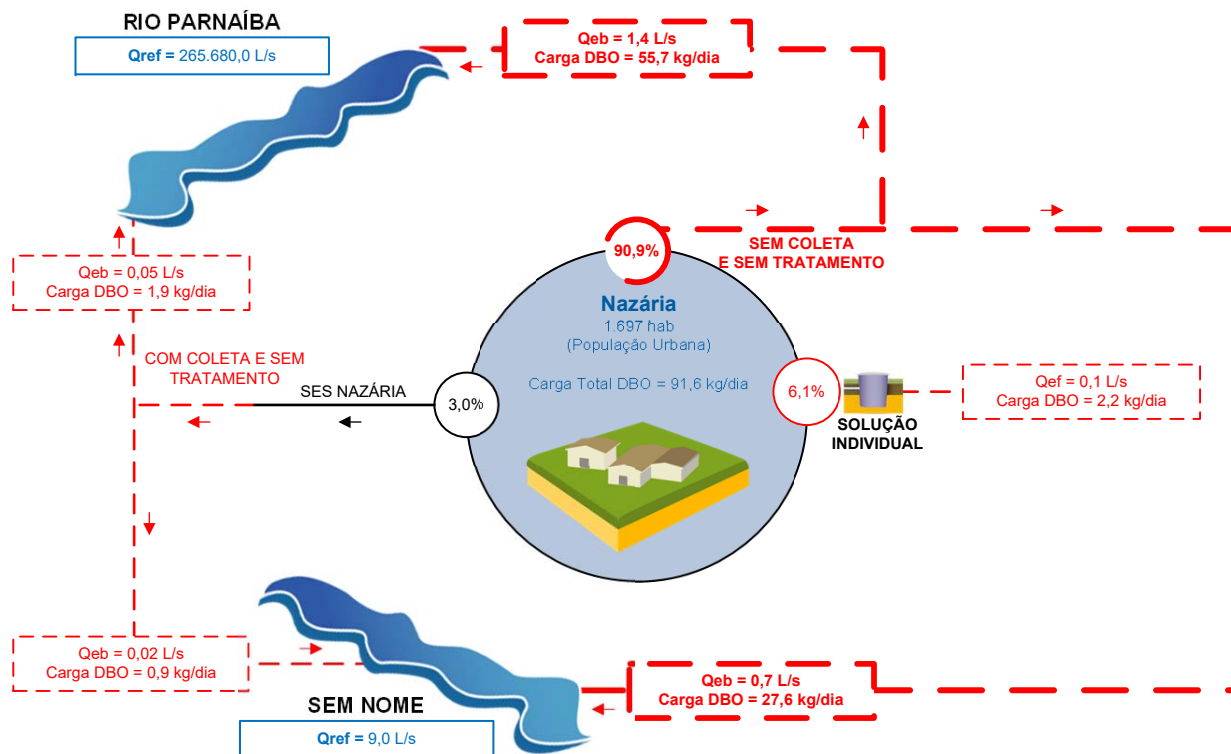 RIO PARNAÍBA
Qref = 265.680,0 L/s
Qeb = 1,4 L/s
Carga DBO = 55,7 kg/dia
90,9%
SEM COLETA
E SEM TRATAMENTO
Qeb = 0,05 L/s
Carga DBO = 1,9 kg/dia
Nazária
1.697 hab
(População Urbana)
Carga Total DBO = 91,6 kg/dia
COM COLETA E SEM
TRATAMENTO
SES NAZÁRIA
3,0%
6,1%
SOLUÇÃO
INDIVIDUAL
Qef = 0,1 L/s
Carga DBO = 2,2 kg/dia
Qeb = 0,02 L/s
Carga DBO = 0,9 kg/dia
SEM NOME
Qref = 9,0 L/s
Qeb = 0,7 L/s
Carga DBO = 27,6 kg/dia